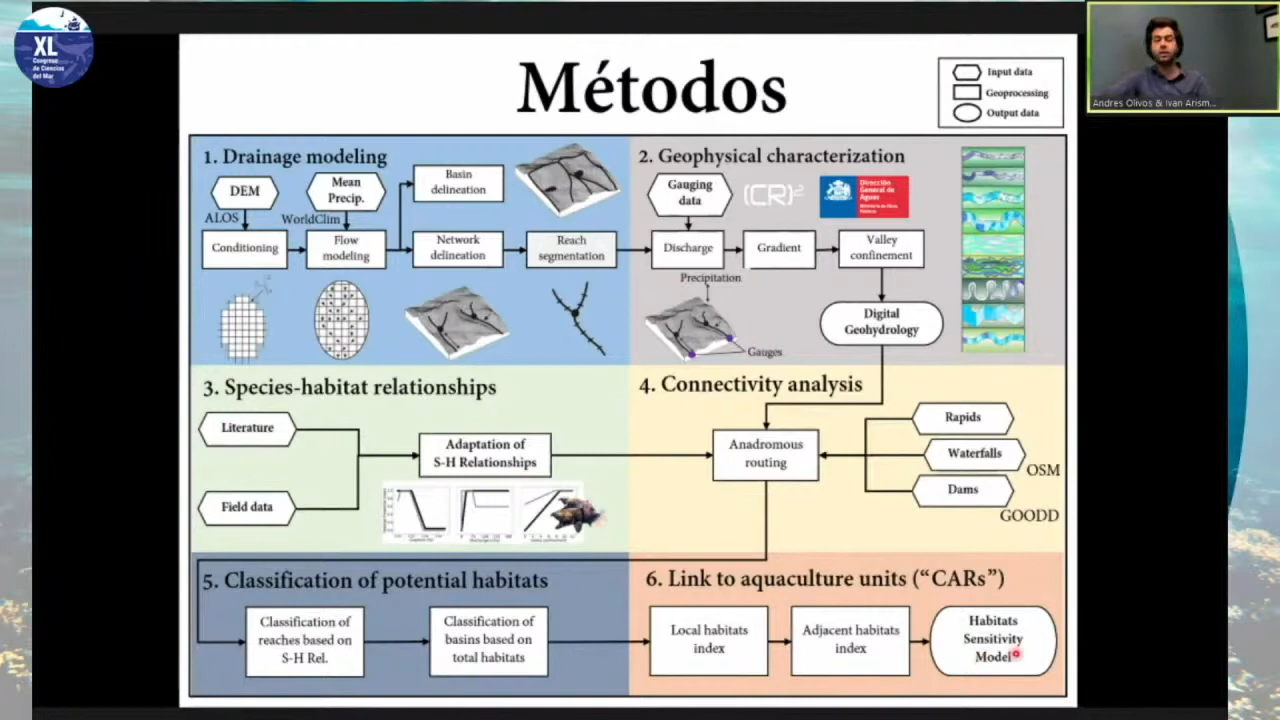 XL
Congreso
de Ciencias
del Mar
Métodos
Input data
Geoprocessing
Output data
Andres Olivos & Ivan Arism...
1. Drainage modeling
DEM
Mean
Precip.
ALOS
WorldClim
Conditioning
Flow
modeling
Basin
delineation
Network
delineation
Reach
segmentation
2. Geophysical characterization
Gauging
data
(CR)2
Dirección
General de
Aguas
Discharge
Gradient
Valley
confinement
Precipitation
Gauges
Digital
Geohydrology
3. Species-habitat relationships
Literature
Field data
Adaptation of
S-H Relationships
4. Connectivity analysis
Anadromous
routing
Rapids
Waterfalls
OSM
Dams
GOODD
5. Classification of potential habitats
Classification of
reaches based on
S-H Rel.
Classification of
basins based on
total habitats
6. Link to aquaculture units (“CARs”)
Local habitats
index
Adjacent habitats
index
Habitats
Sensitivity
Model